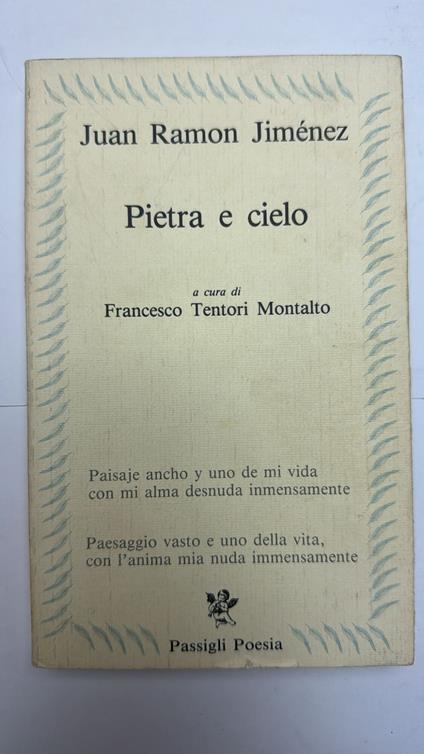 Juan Ramon Jiménez
Pietra e cielo
a cura di
Francesco Tentori Montalto
Paisaje ancho y uno de mi vida
con mi alma desnuda inmensamente
Paesaggio vasto e uno della vita,
con l'anima mia nuda immensamente
Passigli Poesia